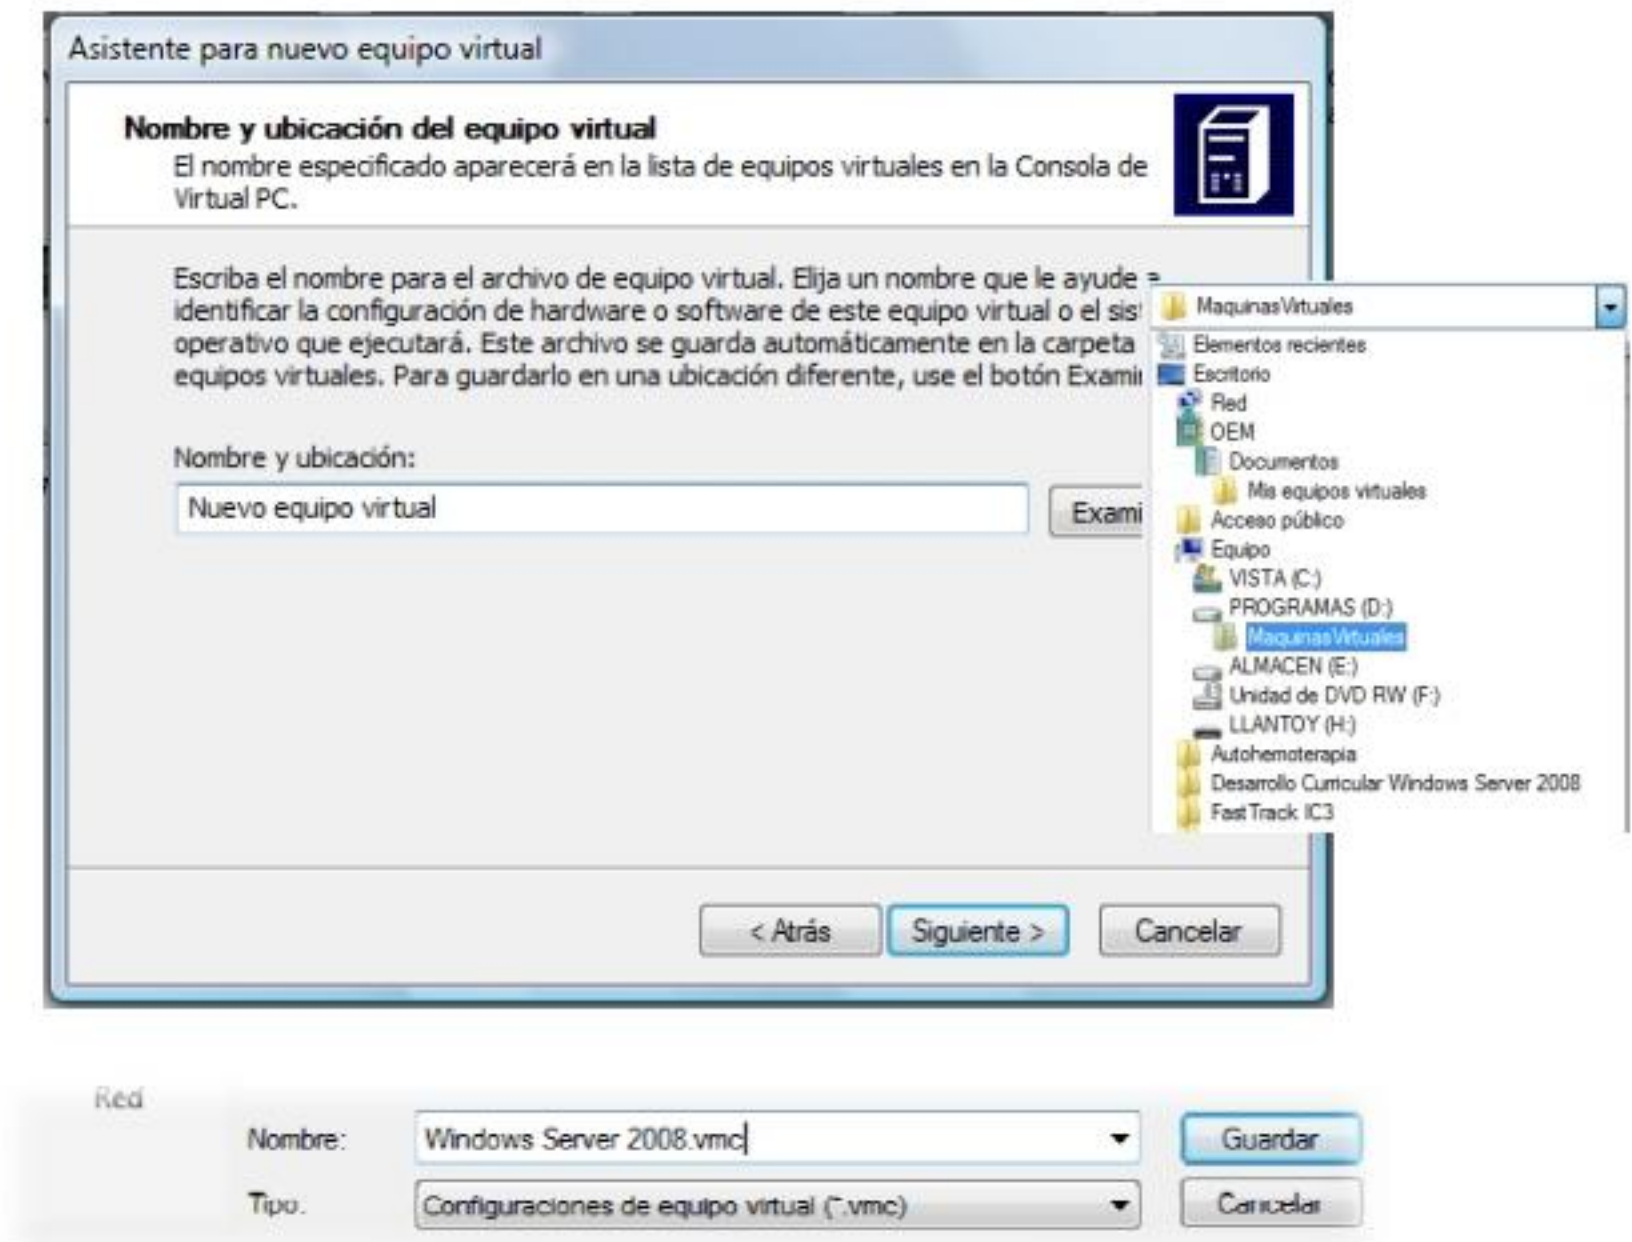 Asistente para nuevo equipo virtual
Nombre y ubicación del equipo virtual
El nombre especificado aparecerá en la lista de equipos virtuales en la Consola de
Virtual PC.
Escriba el nombre para el archivo de equipo virtual. Elija un nombre que le ayude a
identificar la configuración de hardware o software de este equipo virtual o el sis
operativo que ejecutará. Este archivo se guarda automáticamente en la carpeta
equipos virtuales. Para guardarlo en una ubicación diferente, use el botón Exami
Nombre y ubicación:
Nuevo equipo virtual
Exami
MaquinasVirtuales
Elementos recientes
Escritorio
Red
OEM
Documentos
Mis equipos virtuales
Acceso público
Equipo
VISTA (C:)
PROGRAMAS (D:)
MaquinasVirtuales
ALMACEN (E:)
Unidad de DVD RW (F:)
LLANTOY (H:)
Autohemoterapia
Desarrollo Curricular Windows Server 2008
FastTrack IC3
< Atrás
Siguiente >
Cancelar
Red
Nombre:
Windows Server 2008.vmc
Guardar
Tipo:
Configuraciones de equipo virtual (*.vmc)
Cancelar